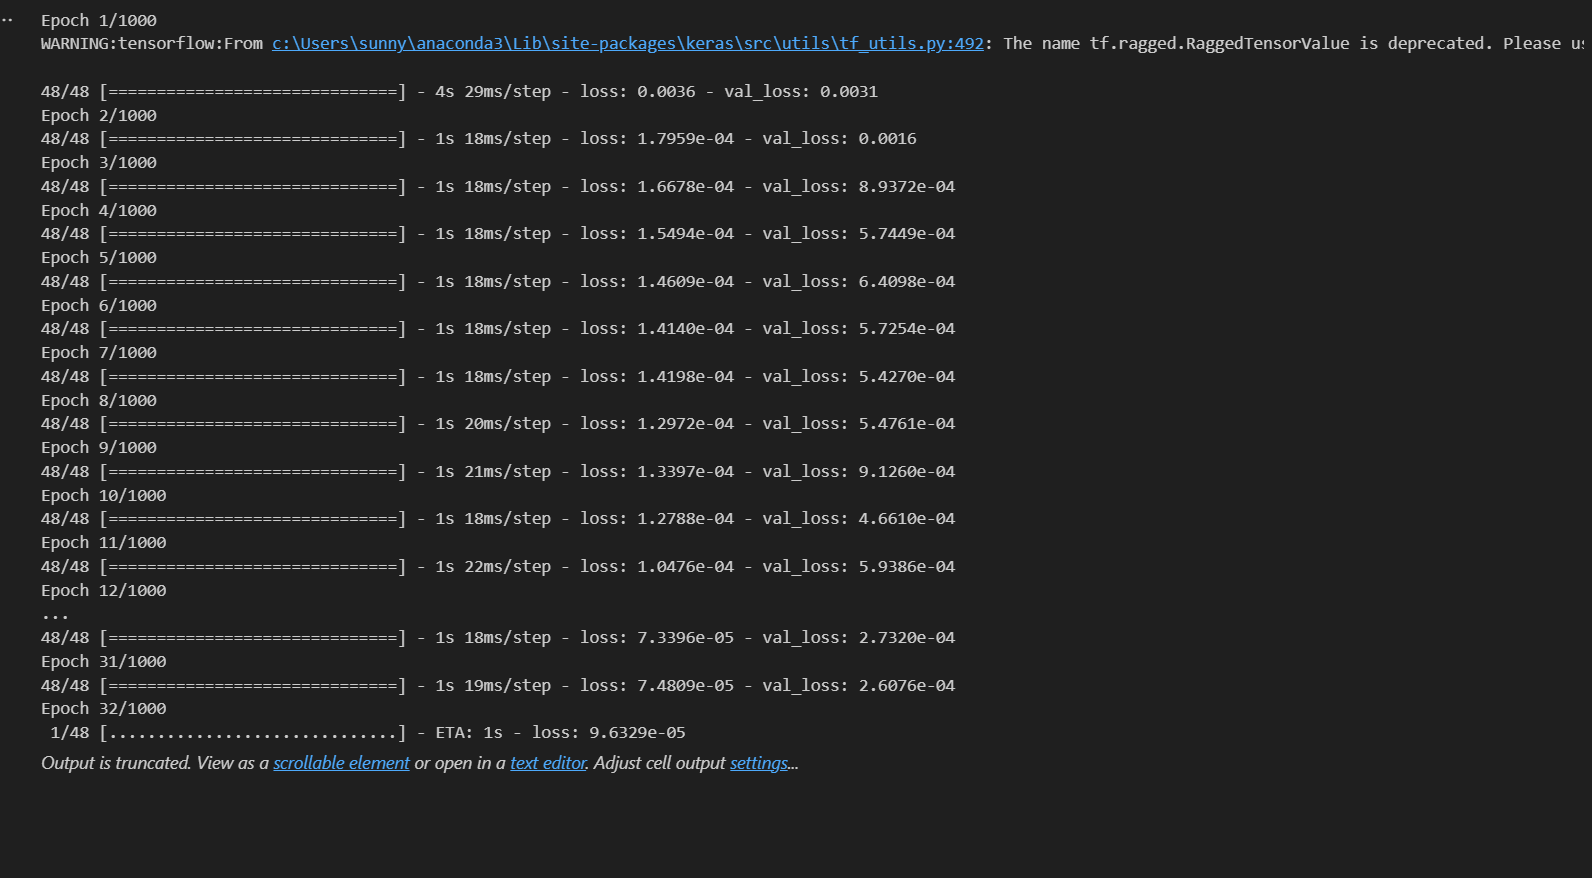 Epoch 1/1000
WARNING:tensorflow:From c:\Users\sunny\anaconda3\Lib\site-packages\keras\src\utils\tf_utils.py:492: The name tf.ragged.RaggedTensorValue is deprecated. Please
48/48 [==============================] - 4s 29ms/step - loss: 0.0036 - val_loss: 0.0031
Epoch 2/1000
48/48 [==============================] - 1s 18ms/step - loss: 1.7959e-04 - val_loss: 0.0016
Epoch 3/1000
48/48 [==============================] - 1s 18ms/step - loss: 1.6678e-04 - val_loss: 8.9372e-04
Epoch 4/1000
48/48 [==============================] - 1s 18ms/step - loss: 1.5494e-04 - val_loss: 5.7449e-04
Epoch 5/1000
48/48 [==============================] - 1s 18ms/step - loss: 1.4609e-04 - val_loss: 6.4098e-04
Epoch 6/1000
48/48 [==============================] - 1s 18ms/step - loss: 1.4140e-04 - val_loss: 5.7254e-04
Epoch 7/1000
48/48 [==============================] - 1s 18ms/step - loss: 1.4198e-04 - val_loss: 5.4270e-04
Epoch 8/1000
48/48 [==============================] - 1s 20ms/step - loss: 1.2972e-04 - val_loss: 5.4761e-04
Epoch 9/1000
48/48 [==============================] - 1s 21ms/step - loss: 1.3397e-04 - val_loss: 9.1260e-04
Epoch 10/1000
48/48 [==============================] - 1s 18ms/step - loss: 1.2788e-04 - val_loss: 4.6610e-04
Epoch 11/1000
48/48 [==============================] - 1s 22ms/step - loss: 1.0476e-04 - val_loss: 5.9386e-04
Epoch 12/1000
...
48/48 [==============================] - 1s 18ms/step - loss: 7.3396e-05 - val_loss: 2.7320e-04
Epoch 31/1000
48/48 [==============================] - 1s 19ms/step - loss: 7.4809e-05 - val_loss: 2.6076e-04
Epoch 32/1000
1/48 [..............................] - ETA: 1s - loss: 9.6329e-05
Output is truncated. View as a scrollable element or open in a text editor. Adjust cell output settings...